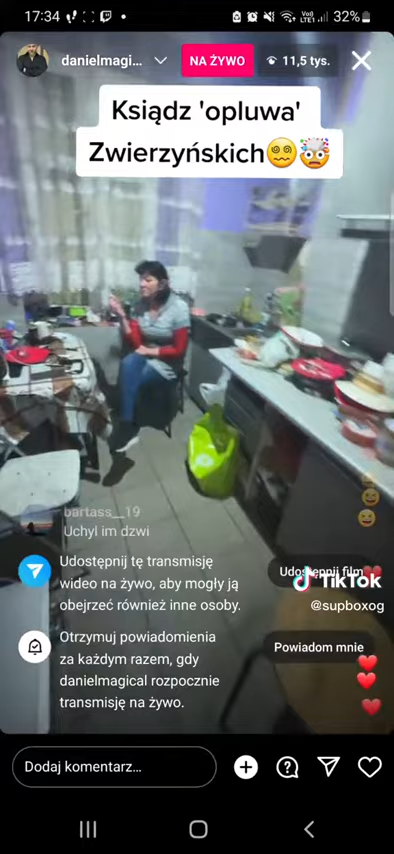 17:34
Vo))
LTE1
32%
danielmagi...
NA ŻYWO
11,5 tys.
Ksiądz 'opluwa'
Zwierzyńskich😵‍💫🤯
bartass__19
Uchyl im dzwi
Udostępnij tę transmisję
wideo na żywo, aby mogły ją
obejrzeć również inne osoby.
Udostępnij film
TikTok
@supboxog
Otrzymuj powiadomienia
za każdym razem, gdy
danielmagical rozpocznie
transmisję na żywo.
Powiadom mnie
Dodaj komentarz...